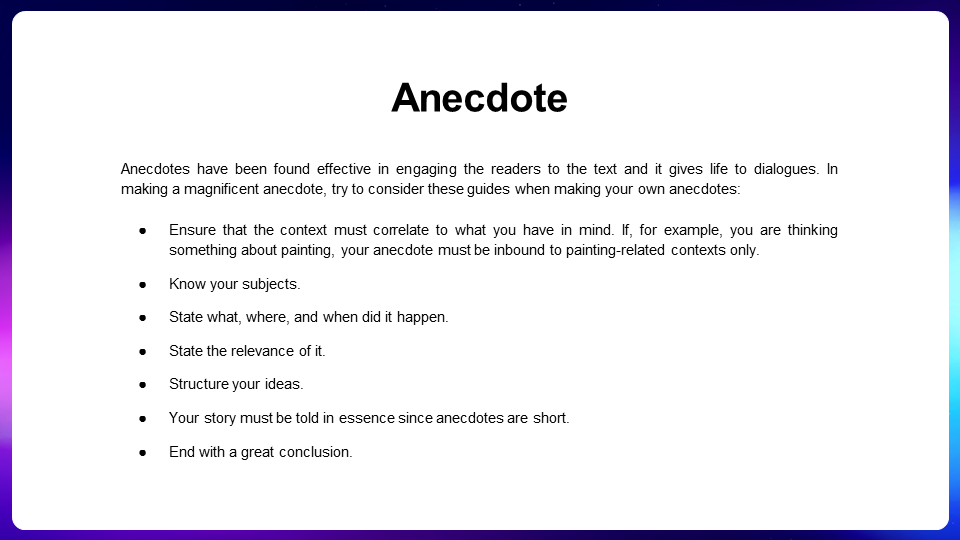 Anecdote
Anecdotes have been found effective in engaging the readers to the text and it gives life to dialogues. In
making a magnificent anecdote, try to consider these guides when making your own anecdotes:
● Ensure that the context must correlate to what you have in mind. If, for example, you are thinking
something about painting, your anecdote must be inbound to painting-related contexts only.
● Know your subjects.
● State what, where, and when did it happen.
● State the relevance of it.
● Structure your ideas.
● Your story must be told in essence since anecdotes are short.
● End with a great conclusion.